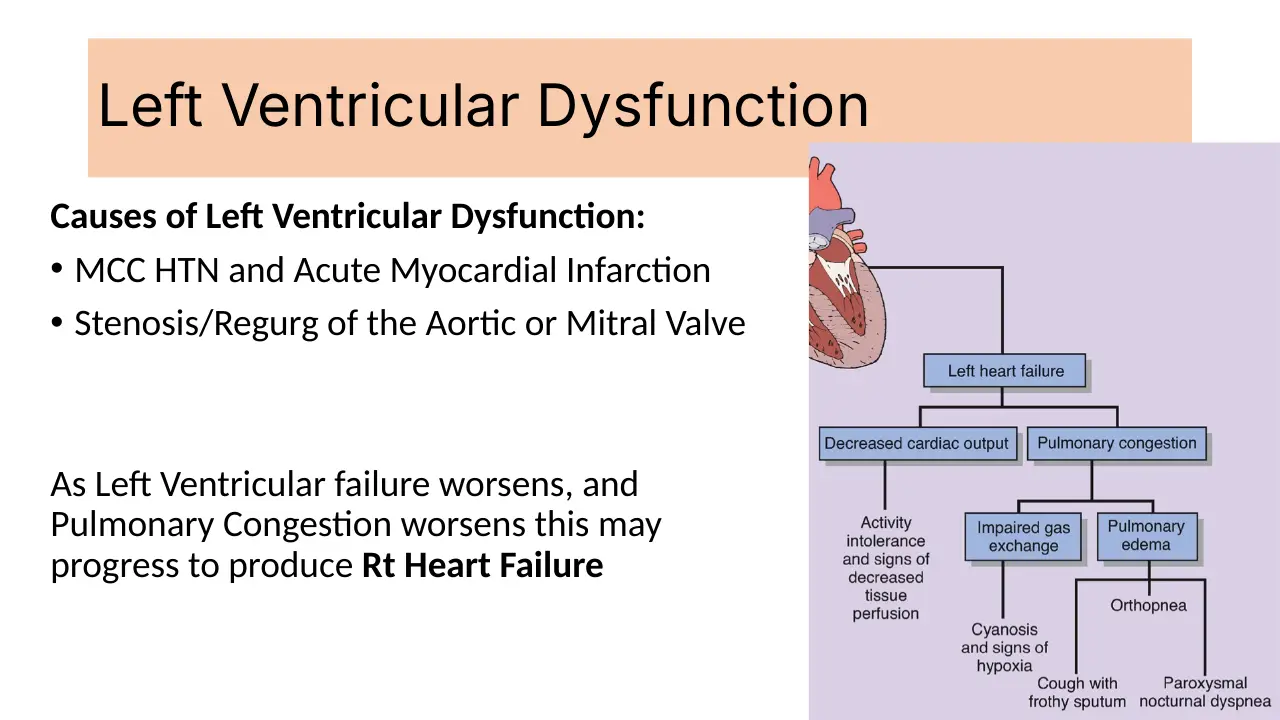 Left Ventricular Dysfunction
Causes of Left Ventricular Dysfunction:
• MCC HTN and Acute Myocardial Infarction
• Stenosis/Regurg of the Aortic or Mitral Valve
As Left Ventricular failure worsens, and
Pulmonary Congestion worsens this may
progress to produce Rt Heart Failure
Left heart failure
Decreased cardiac output
Pulmonary congestion
Activity
intolerance
and signs of
decreased
tissue
perfusion
Impaired gas
exchange
Pulmonary
edema
Cyanosis
and signs of
hypoxia
Orthopnea
Cough with
frothy sputum
Paroxysmal
nocturnal dyspnea